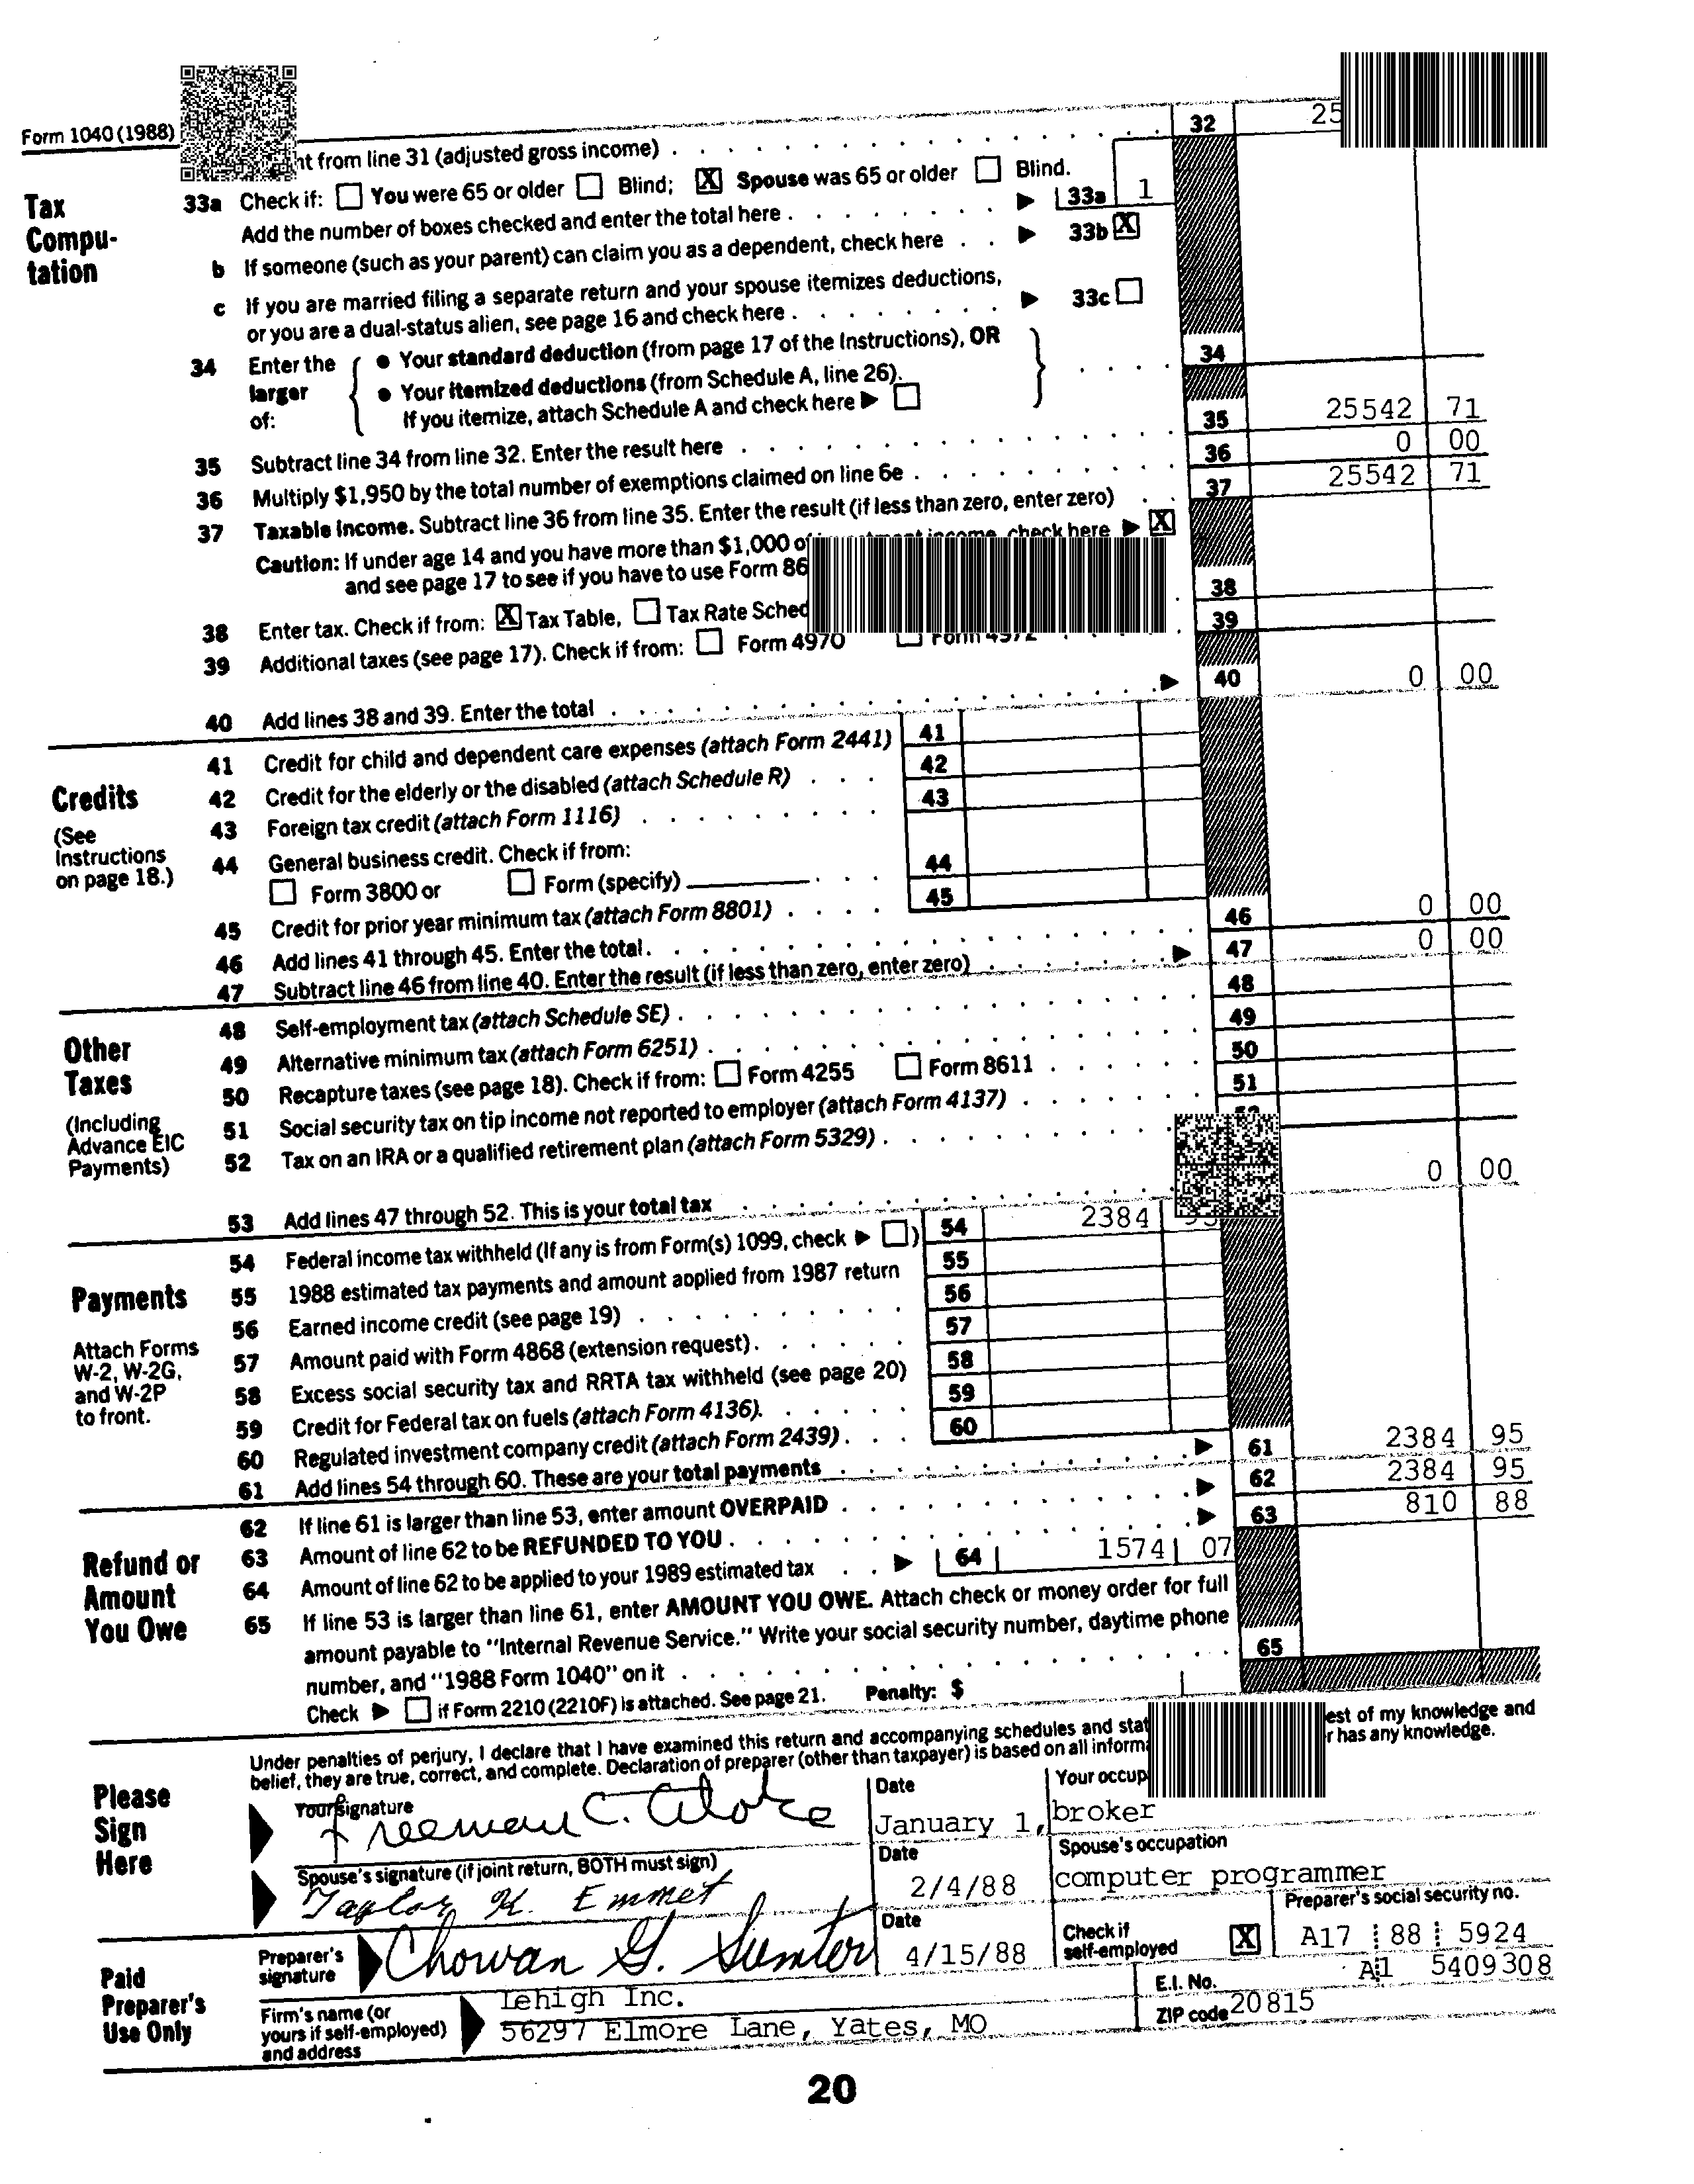 Form 1040 (1988)
nt from line 31 (adjusted gross income) . . . . . . . . . . . . . . 32 25
Tax Compu-tation
33a Check if: You were 65 or older Blind; X Spouse was 65 or older Blind.
Add the number of boxes checked and enter the total here . . . . . . . . ▶ 33a 1
b If someone (such as your parent) can claim you as a dependent, check here . . ▶ 33b X
c If you are married filing a separate return and your spouse itemizes deductions,
or you are a dual-status alien, see page 16 and check here . . . . . . . . ▶ 33c
34 Enter the larger of: { ● Your standard deduction (from page 17 of the Instructions), OR
● Your itemized deductions (from Schedule A, line 26).
If you itemize, attach Schedule A and check here ▶ } . . . . 34
35 Subtract line 34 from line 32. Enter the result here . . . . . . . . . . . . . 35 25542 71
36 Multiply $1,950 by the total number of exemptions claimed on line 6e . . . . . . . . 36 0 00
37 Taxable Income. Subtract line 36 from line 35. Enter the result (if less than zero, enter zero) . . 37 25542 71
Caution: If under age 14 and you have more than $1,000 of investment income, check here ▶ X
and see page 17 to see if you have to use Form 86
38 Enter tax. Check if from: X Tax Table, Tax Rate Sched . 38
39 Additional taxes (see page 17). Check if from: Form 4970 Form 4972 . . . . 39
40 Add lines 38 and 39. Enter the total . . . . . . . . . . . . . . . ▶ 40 0 00
Credits
(See Instructions on page 18.)
41 Credit for child and dependent care expenses (attach Form 2441) 41
42 Credit for the elderly or the disabled (attach Schedule R) . . . 42
43 Foreign tax credit (attach Form 1116) . . . . . . . . . 43
44 General business credit. Check if from:
Form 3800 or Form (specify) . . . 44
45 Credit for prior year minimum tax (attach Form 8801) . . . . 45
46 Add lines 41 through 45. Enter the total. . . . . . . . . . . . . . . . 46 0 00
47 Subtract line 46 from line 40. Enter the result (if less than zero, enter zero) . . . . . . ▶ 47 0 00
Other Taxes
(Including Advance EIC Payments)
48 Self-employment tax (attach Schedule SE) . . . . . . . . . . . . . . . 48
49 Alternative minimum tax (attach Form 6251) . . . . . . . . . . . . . . 49
50 Recapture taxes (see page 18). Check if from: Form 4255 Form 8611 . . . . . 50
51 Social security tax on tip income not reported to employer (attach Form 4137) . . . . . . 51
52 Tax on an IRA or a qualified retirement plan (attach Form 5329) . . . . . . . . . . 52
53 Add lines 47 through 52. This is your total tax . . . . . . . . . . . . . 0 00
Payments
Attach Forms W-2, W-2G, and W-2P to front.
54 Federal income tax withheld (If any is from Form(s) 1099, check ▶ ) 54 2384 95
55 1988 estimated tax payments and amount applied from 1987 return 55
56 Earned income credit (see page 19) . . . . . . . . . 56
57 Amount paid with Form 4868 (extension request). . . . . . 57
58 Excess social security tax and RRTA tax withheld (see page 20) 58
59 Credit for Federal tax on fuels (attach Form 4136). . . . . . 59
60 Regulated investment company credit (attach Form 2439) . . . 60
61 Add lines 54 through 60. These are your total payments . . . . . . . . . . ▶ 61 2384 95
Refund or Amount You Owe
62 If line 61 is larger than line 53, enter amount OVERPAID . . . . . . . . . . . ▶ 62 2384 95
63 Amount of line 62 to be REFUNDED TO YOU . . . . . . . . . . . . . . ▶ 63 810 88
64 Amount of line 62 to be applied to your 1989 estimated tax . . ▶ 64 1574 07
65 If line 53 is larger than line 61, enter AMOUNT YOU OWE. Attach check or money order for full
amount payable to "Internal Revenue Service." Write your social security number, daytime phone
number, and "1988 Form 1040" on it . . . . . . . . . . . . . . . . . 65
Check ▶ if Form 2210 (2210F) is attached. See page 21. Penalty: $
Please Sign Here
Under penalties of perjury, I declare that I have examined this return and accompanying schedules and stat est of my knowledge and
belief, they are true, correct, and complete. Declaration of preparer (other than taxpayer) is based on all informa r has any knowledge.
Your signature Date Your occup
Freeman C. January 1, broker
Spouse's signature (if joint return, BOTH must sign) Date Spouse's occupation
Taylor K. Emmet 2/4/88 computer programmer
Paid Preparer's Use Only
Preparer's signature Chowan G. Sumter Date 4/15/88 Check if self-employed X Preparer's social security no. A17 88 5924
Firm's name (or yours if self-employed) and address Lehigh Inc. E.I. No. A1 5409308
56297 Elmore Lane, Yates, MO ZIP code 20815
20